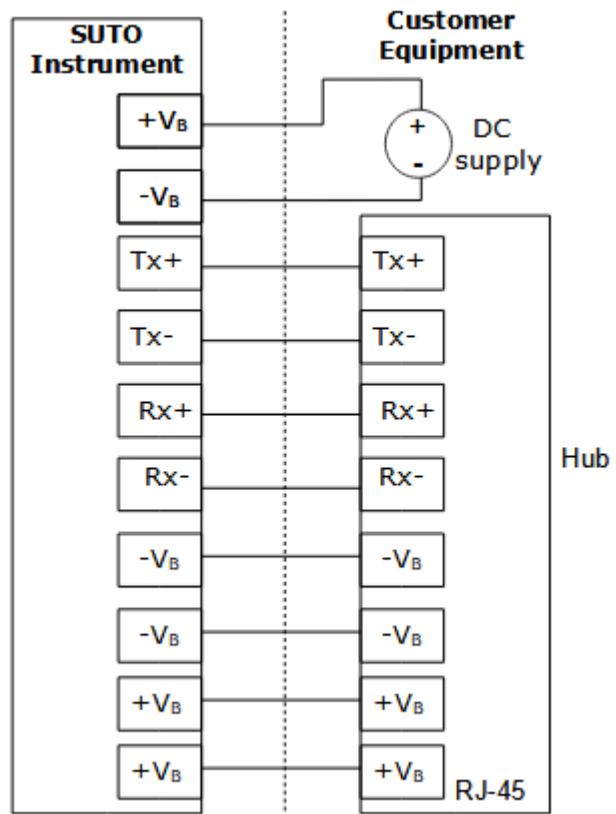 SUTO
Instrument
Customer
Equipment
+VB
-VB
+
-
DC
supply
Tx+
Tx+
Tx-
Tx-
Rx+
Rx+
Rx-
Rx-
-VB
-VB
-VB
-VB
+VB
+VB
+VB
+VB
Hub
RJ-45